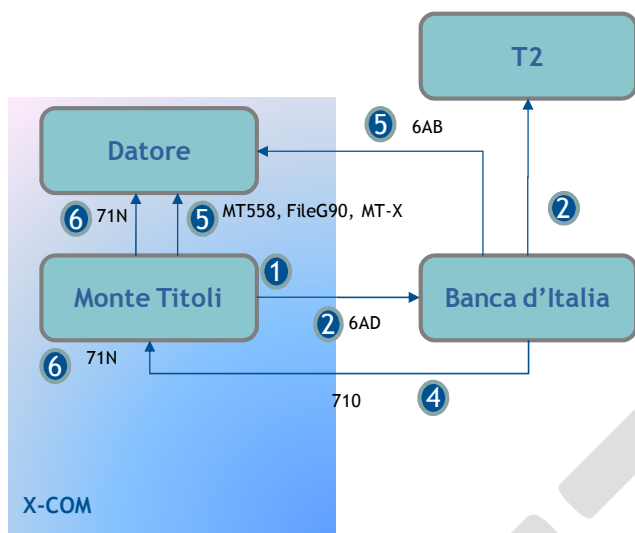 T2
5 6AB
Datore
2
6 71N
5 MT558, FileG90, MT-X
1
Monte Titoli
Banca d’Italia
2 6AD
6 71N
710 4
X-COM